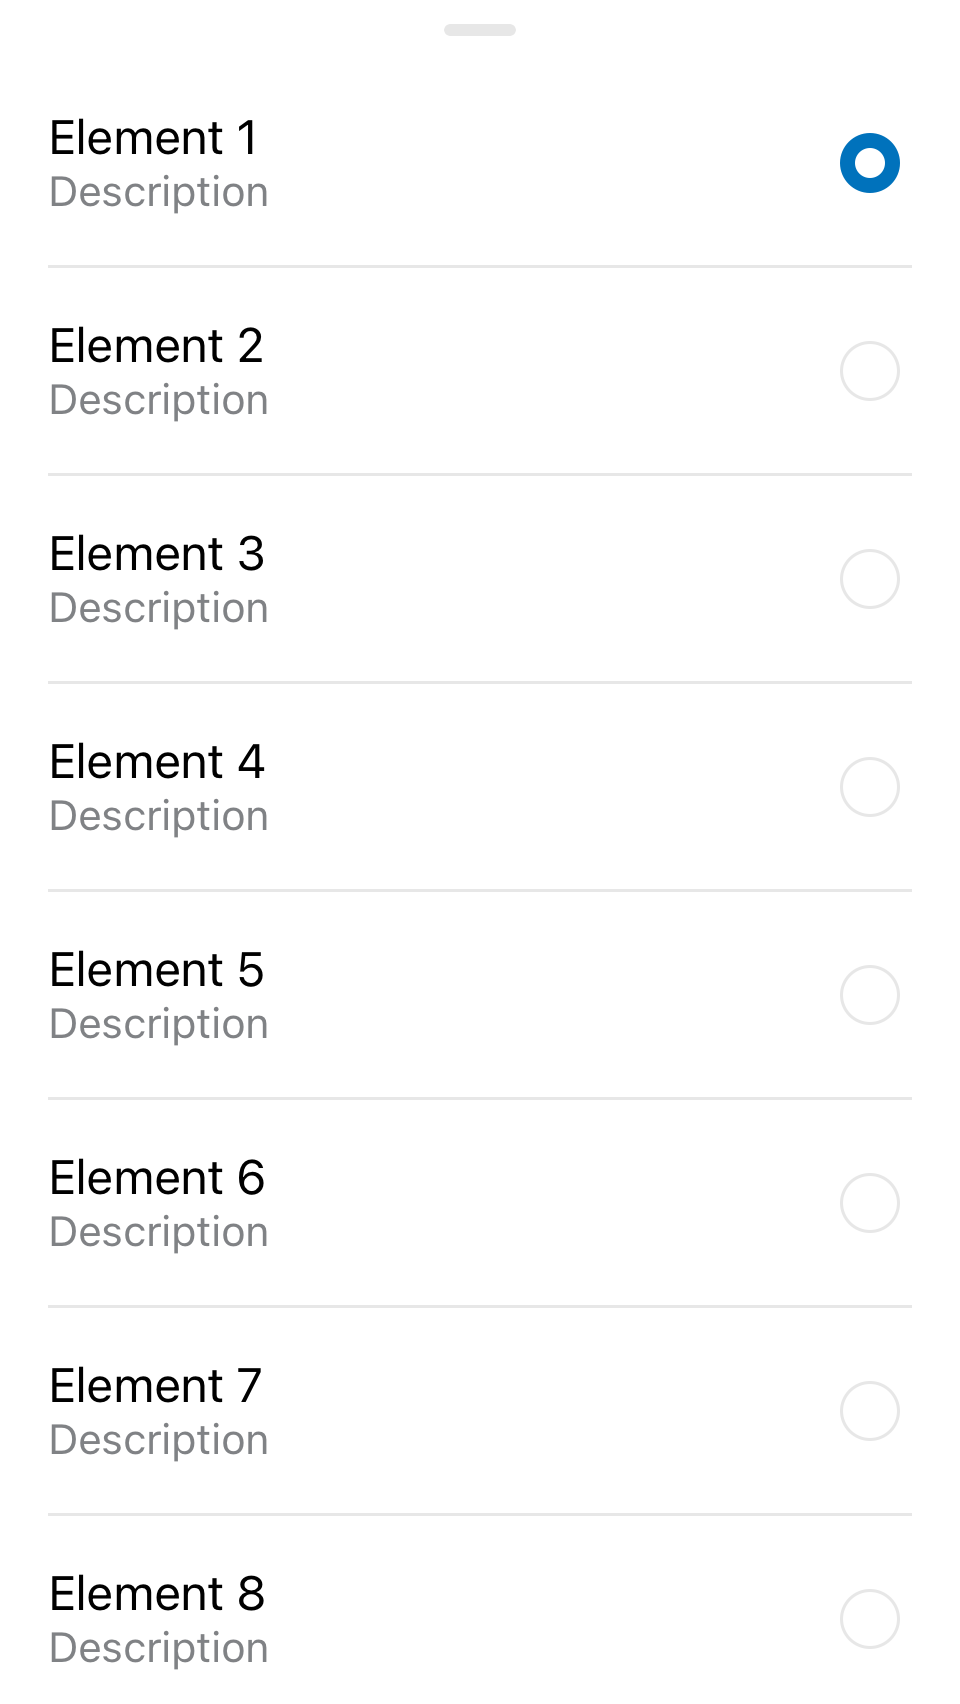 Element 1
Description
Element 2
Description
Element 3
Description
Element 4
Description
Element 5
Description
Element 6
Description
Element 7
Description
Element 8
Description